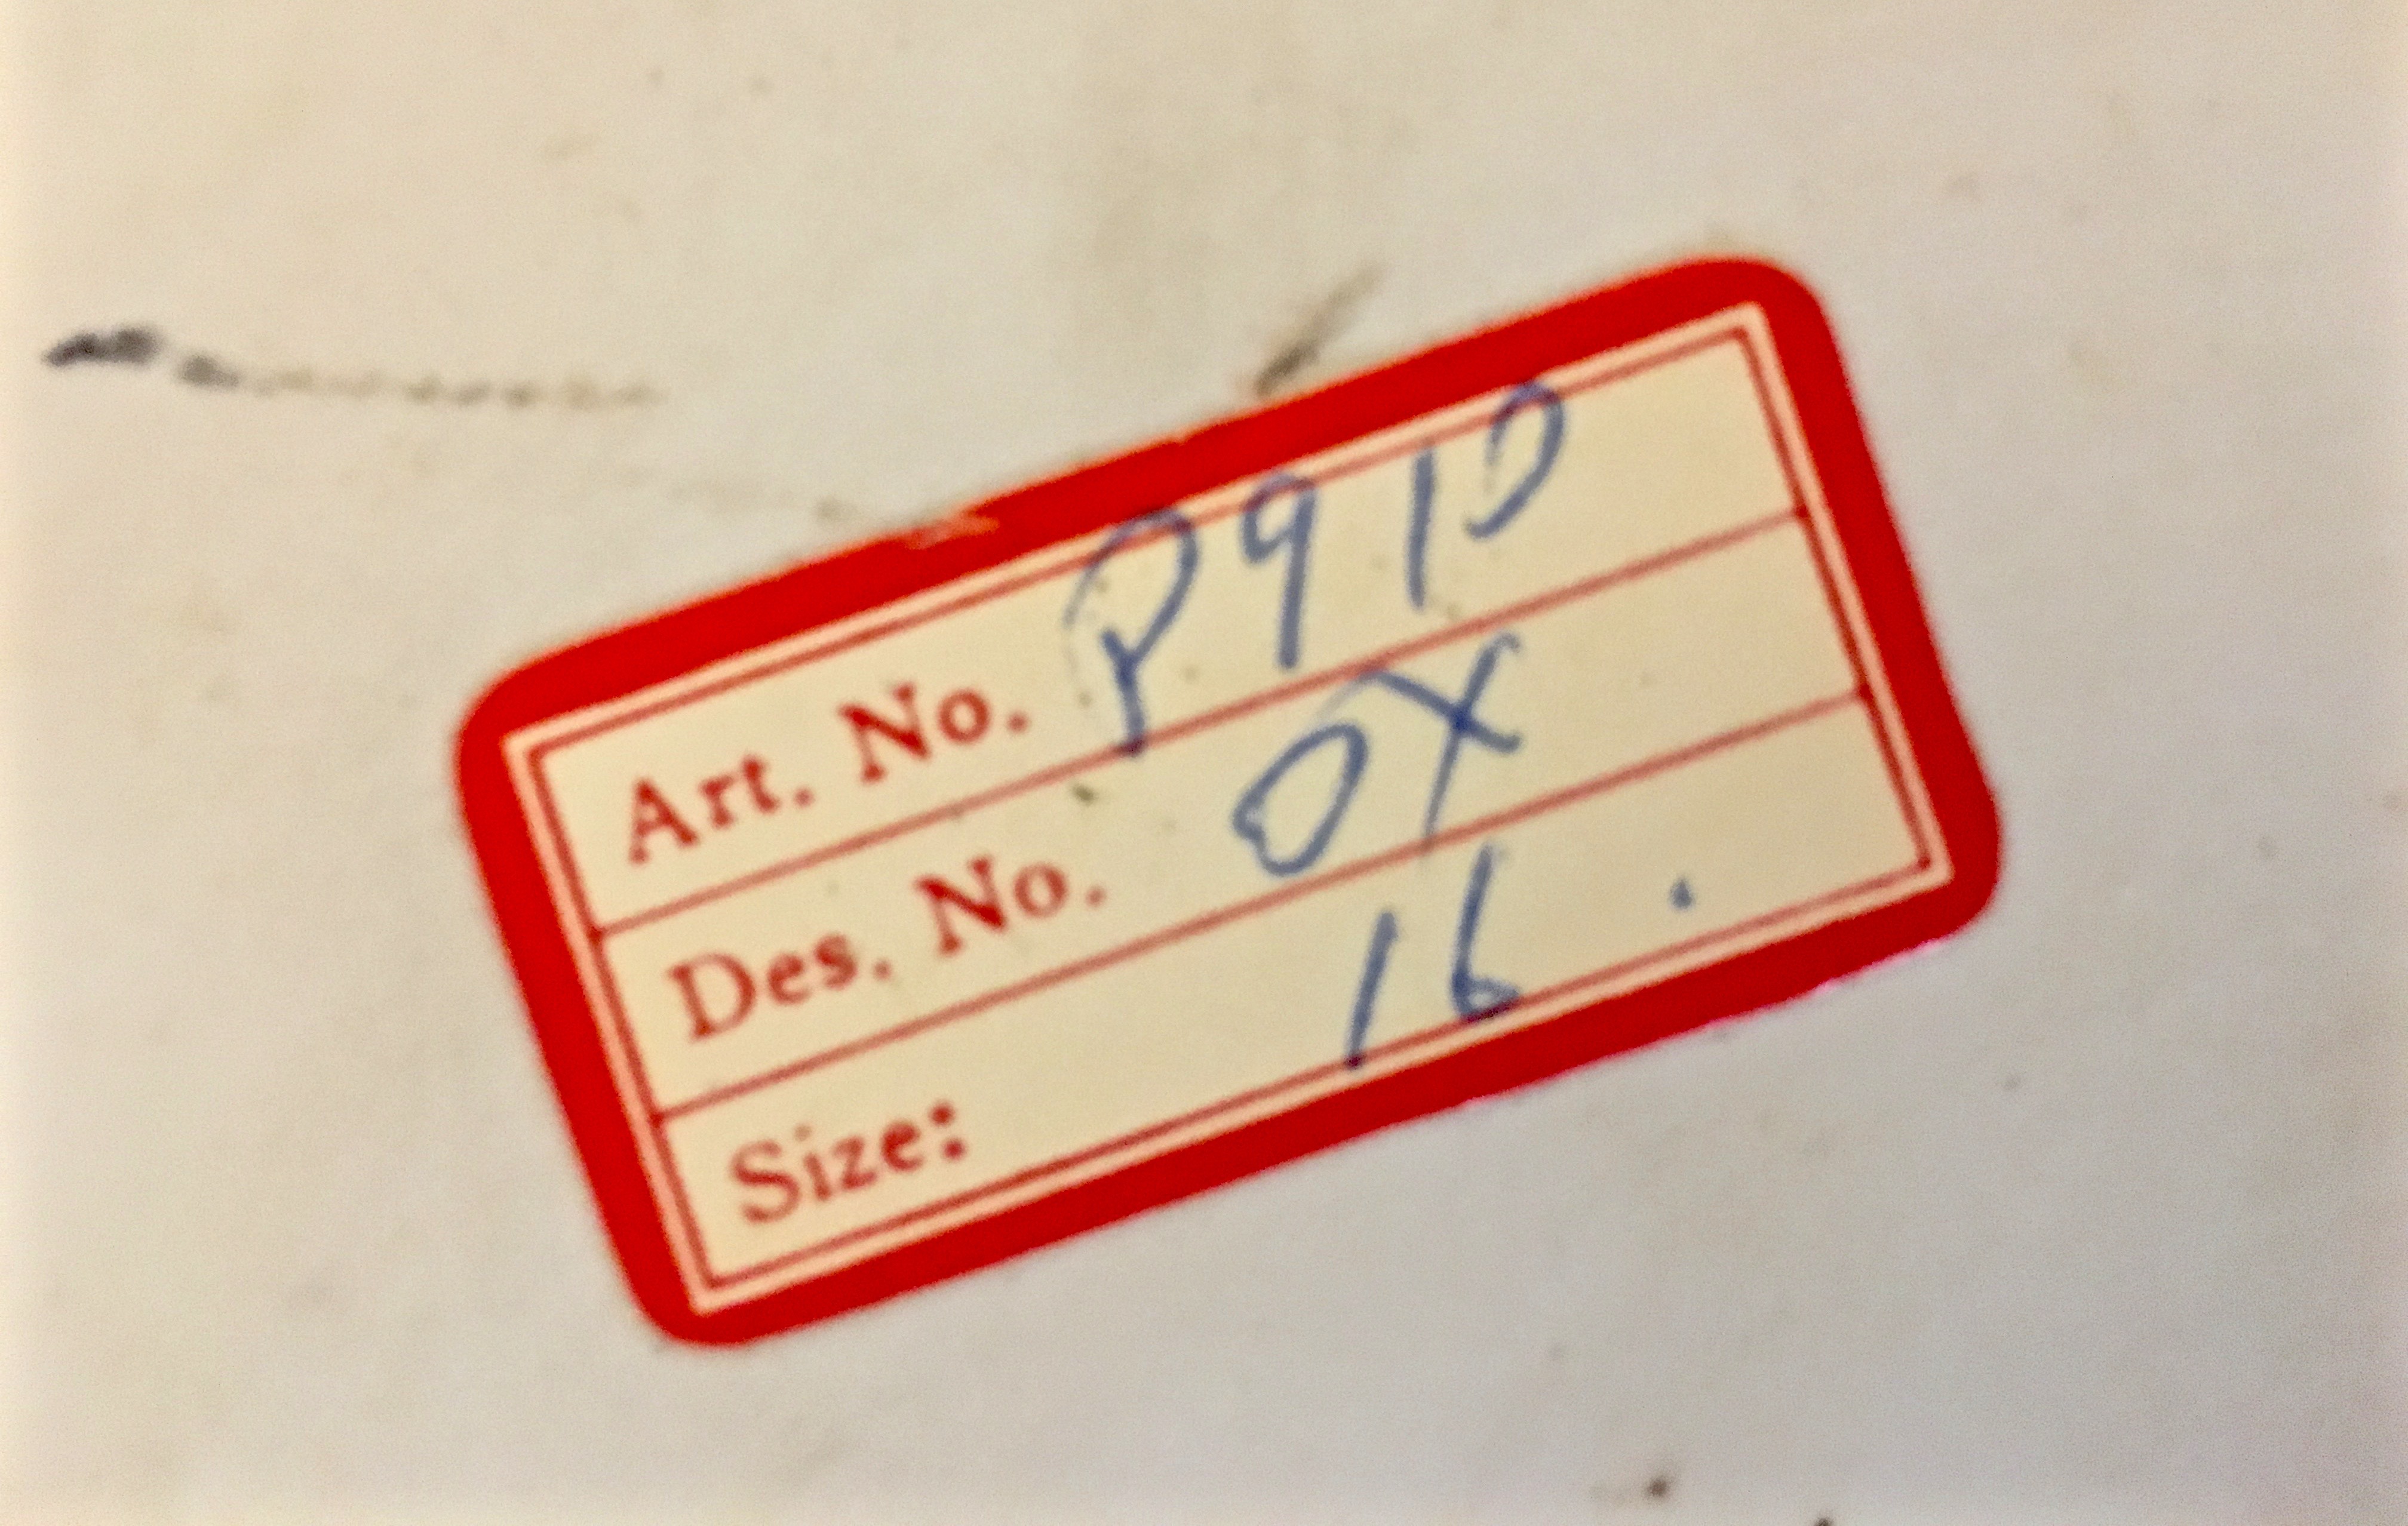 Art. No. P910
Des. No. OX
Size: 16